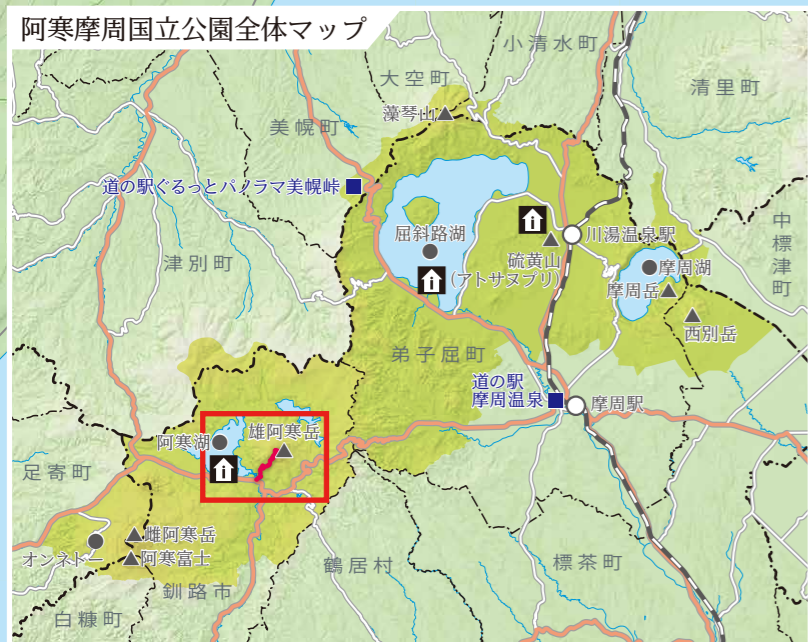 阿寒摩周国立公園全体マップ
小清水町
大空町
清里町
藻琴山
美幌町
道の駅ぐるっとパノラマ美幌峠
川湯温泉駅
中標津町
屈斜路湖
硫黄山
(アトサヌプリ)
摩周湖
摩周岳
津別町
西別岳
弟子屈町
道の駅
摩周温泉
摩周駅
雄阿寒岳
阿寒湖
足寄町
雌阿寒岳
オンネトー
阿寒富士
鶴居村
標茶町
釧路市
白糠町